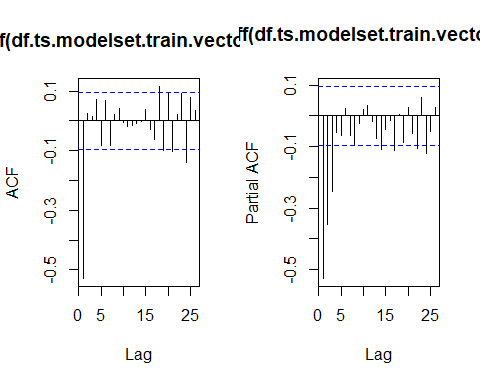 ff(df.ts.modelset.train.vecto
ff(df.ts.modelset.train.vecto
ACF
0.1
-0.1
-0.3
-0.5
0 5 15 25
Lag
Partial ACF
0.1
-0.1
-0.3
-0.5
0 5 15 25
Lag